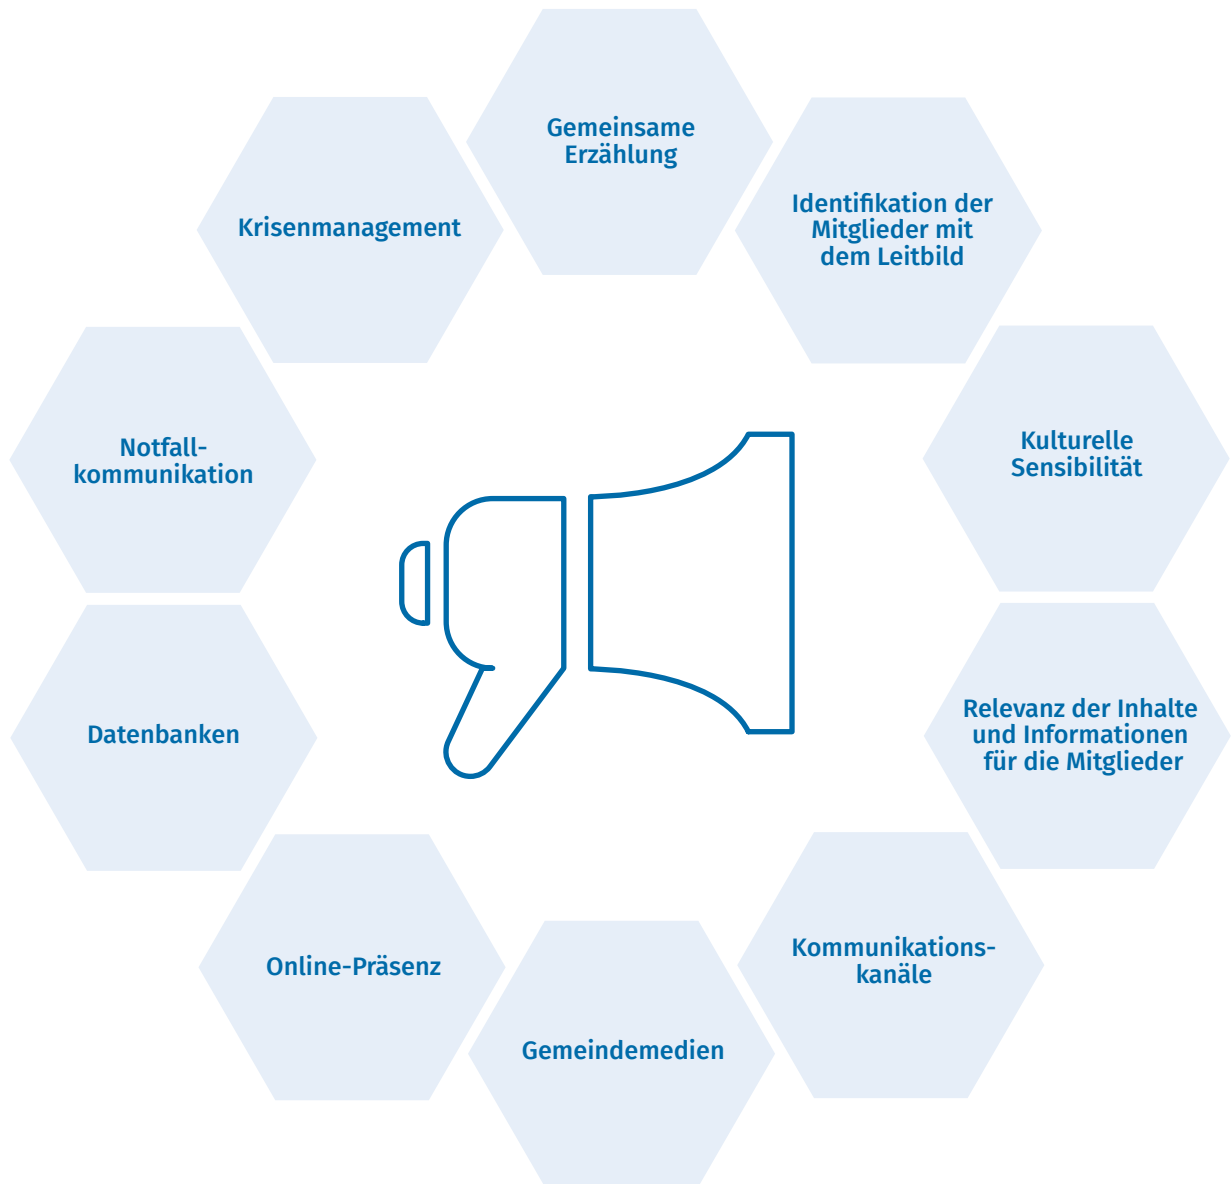 Gemeinsame
Erzählung
Identifikation der
Mitglieder mit
dem Leitbild
Kulturelle
Sensibilität
Relevanz der Inhalte
und Informationen
für die Mitglieder
Kommunikations-
kanäle
Gemeindemedien
Online-Präsenz
Datenbanken
Notfall-
kommunikation
Krisenmanagement